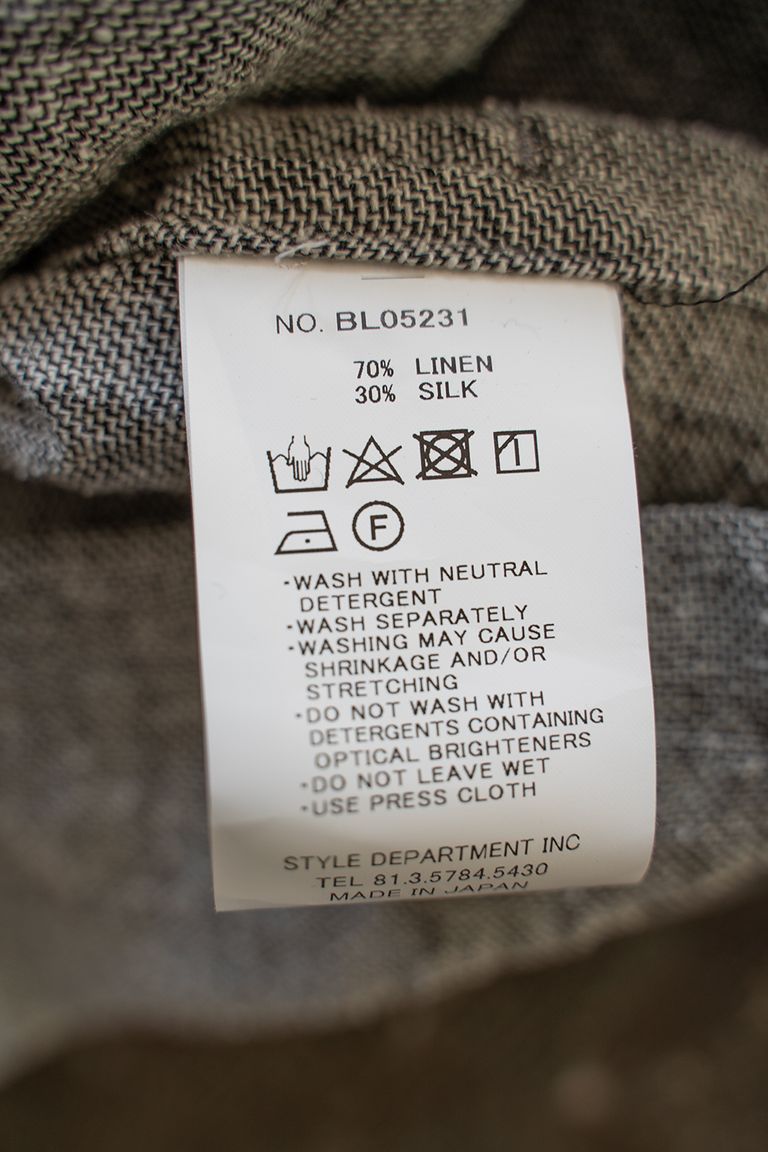 NO. BL05231
70% LINEN
30% SILK
F
·WASH WITH NEUTRAL
DETERGENT
·WASH SEPARATELY
·WASHING MAY CAUSE
SHRINKAGE AND/OR
STRETCHING
·DO NOT WASH WITH
DETERGENTS CONTAINING
OPTICAL BRIGHTENERS
·DO NOT LEAVE WET
·USE PRESS CLOTH
STYLE DEPARTMENT INC
TEL 81.3.5784.5430
MADE IN JAPAN